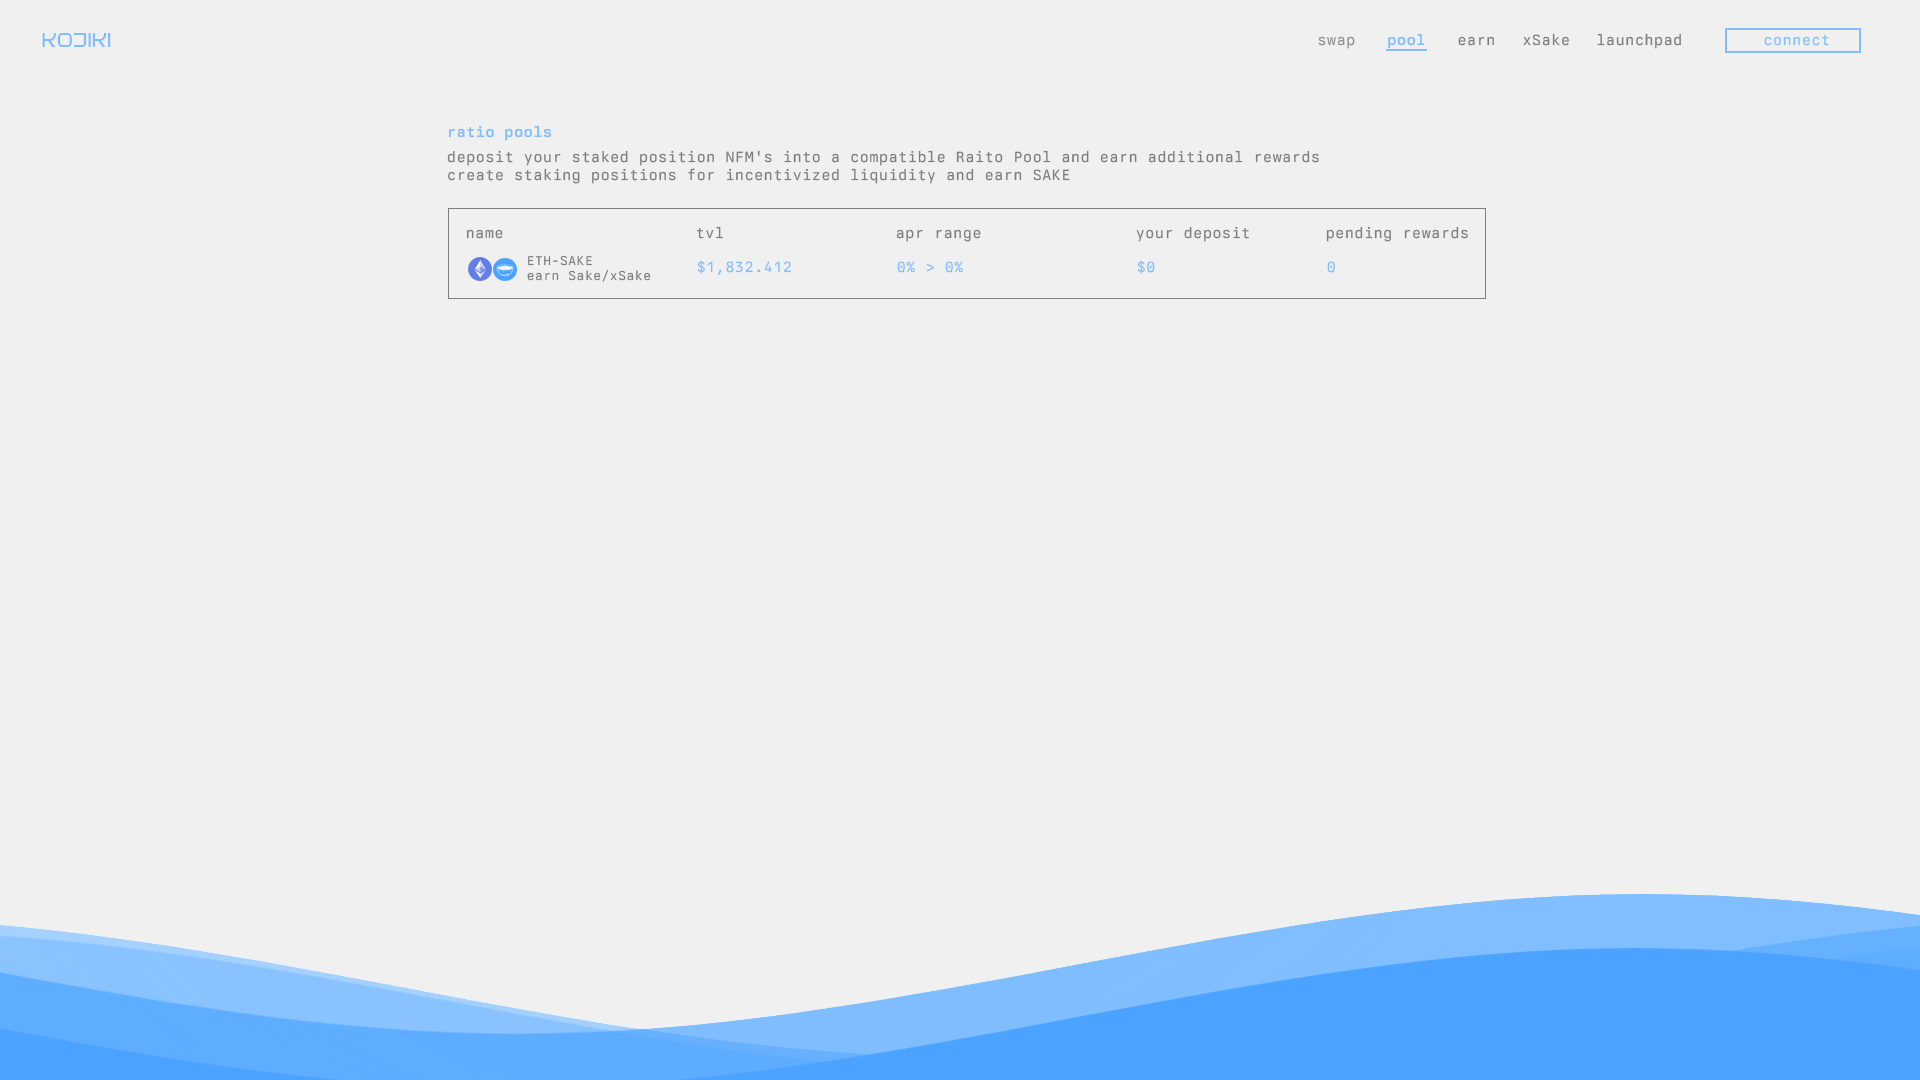 KOJIKI
swap pool earn xSake launchpad connect
ratio pools
deposit your staked position NFM's into a compatible Raito Pool and earn additional rewards
create staking positions for incentivized liquidity and earn SAKE
name tvl apr range your deposit pending rewards
ETH-SAKE
earn Sake/xSake
$1,832.412 0% > 0% $0 0